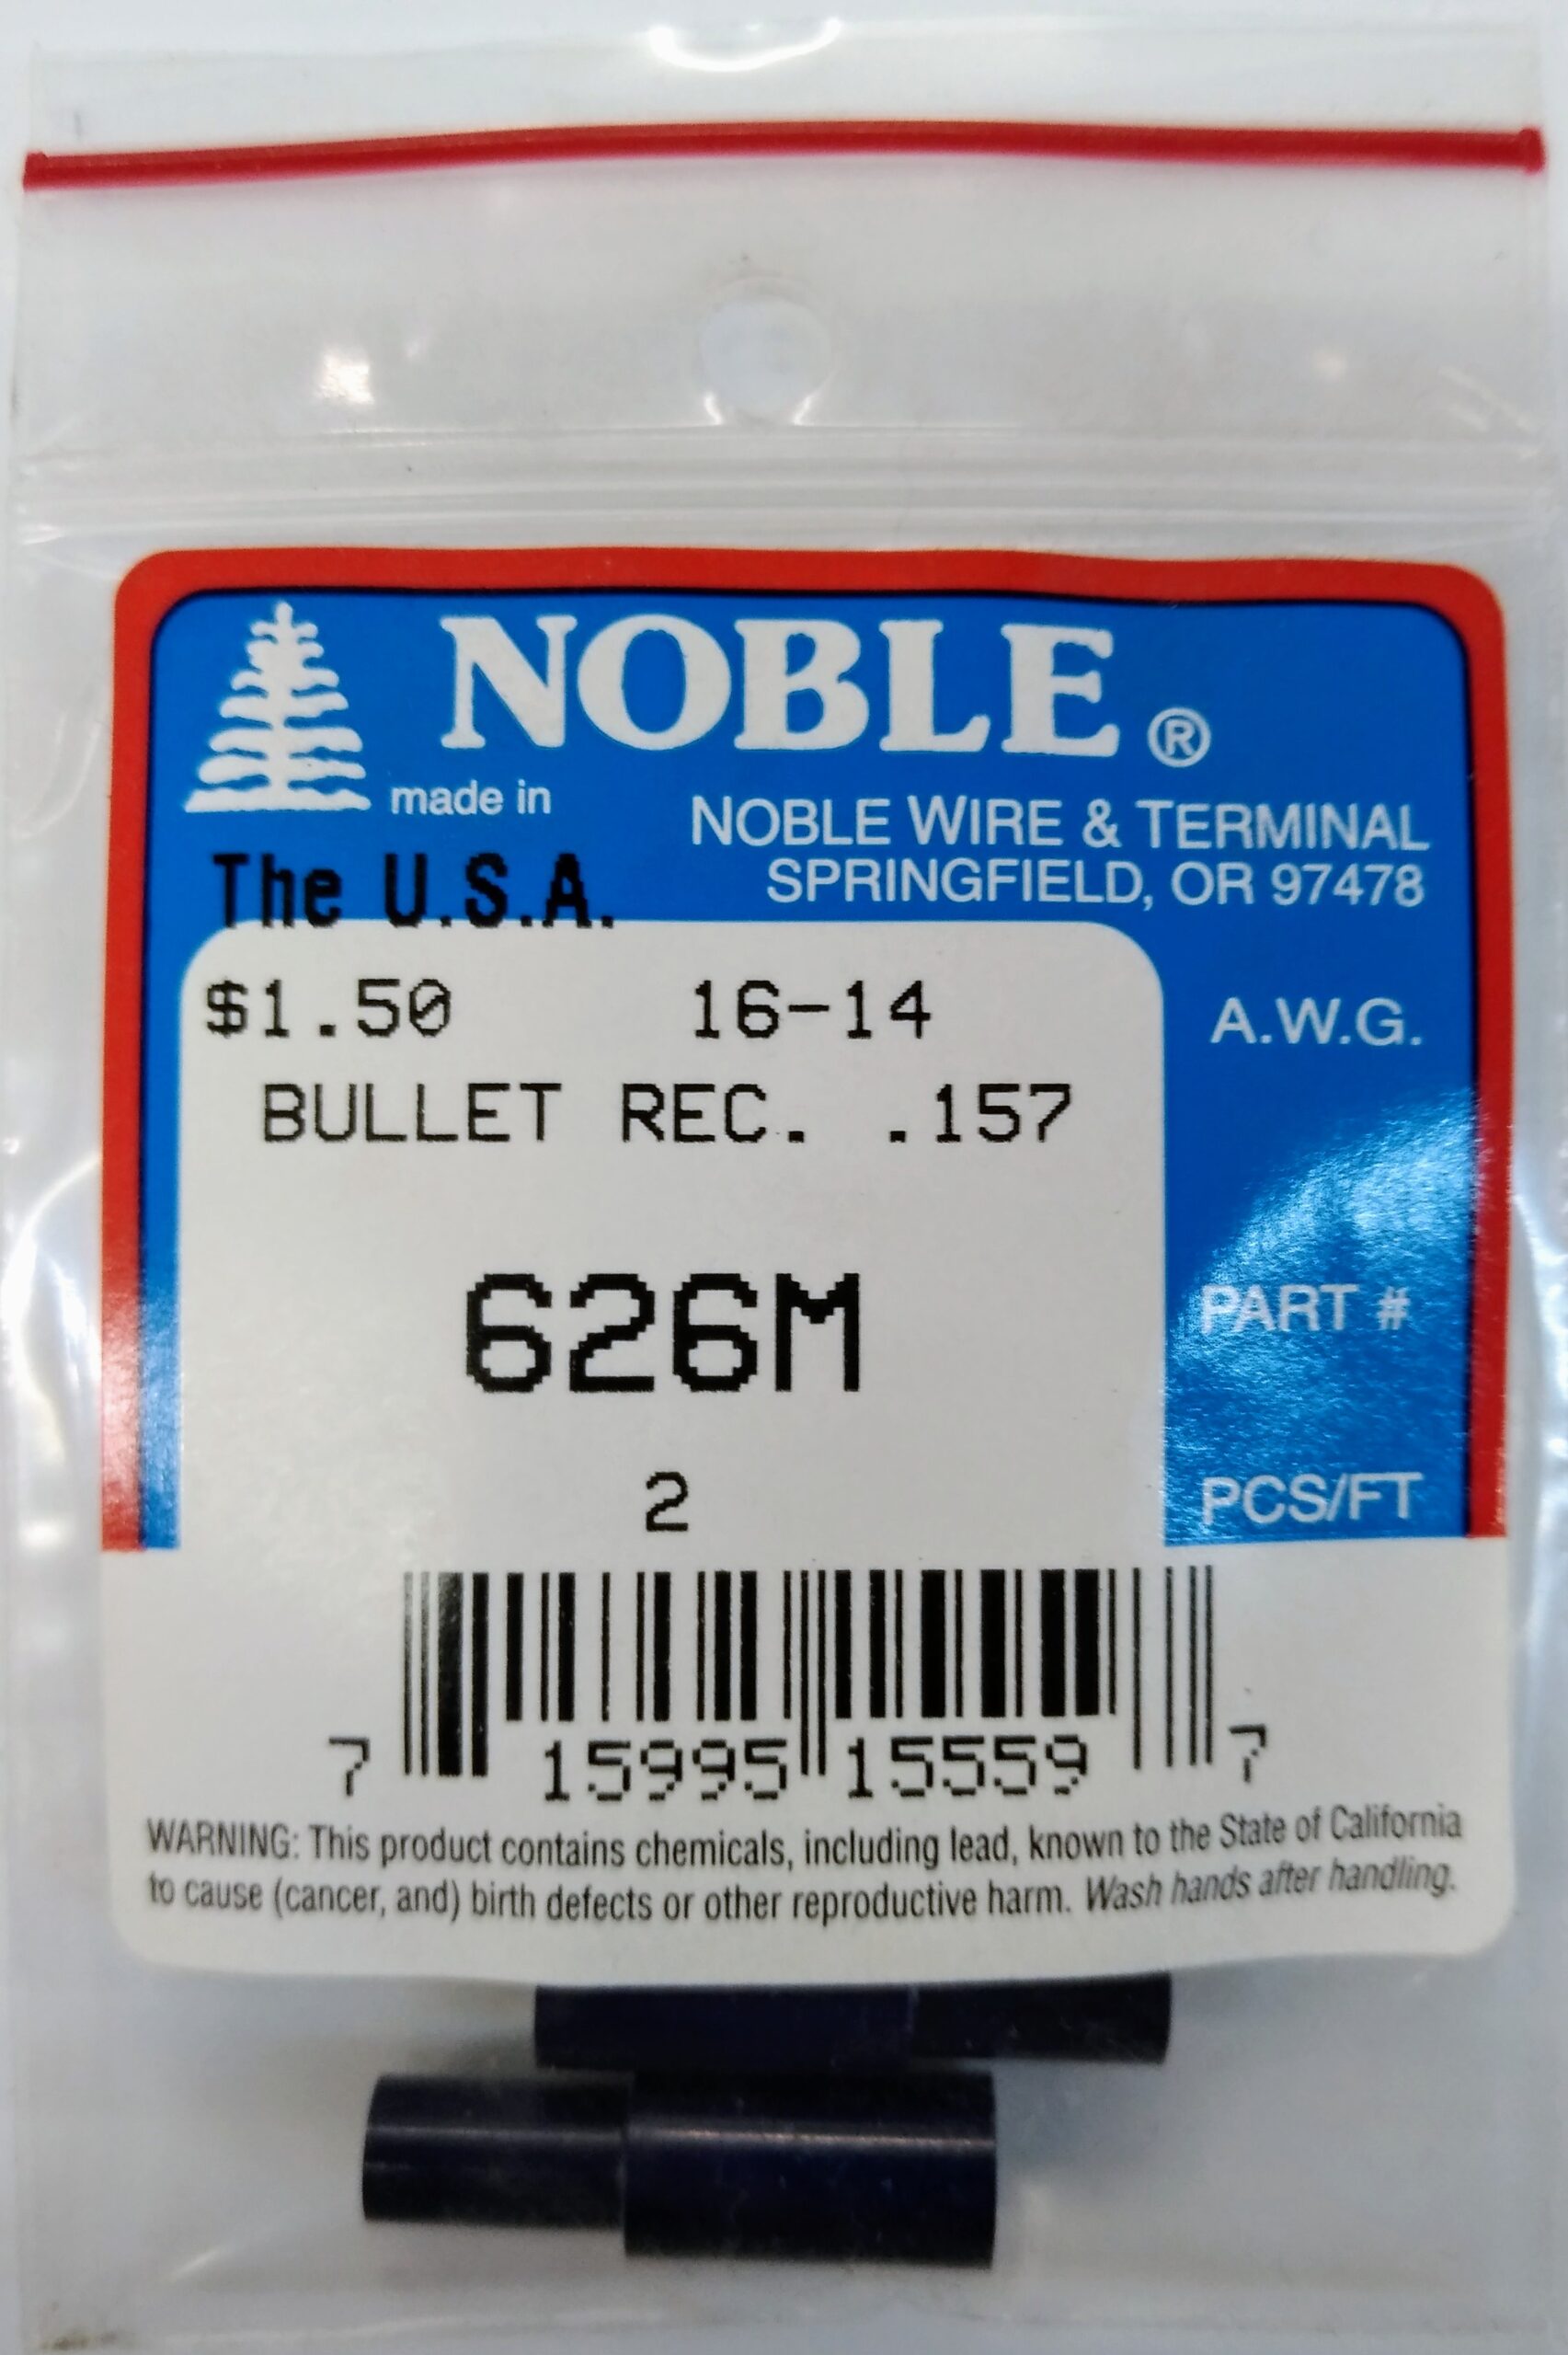 NOBLE ®
made in
The U.S.A.
NOBLE WIRE & TERMINAL
SPRINGFIELD, OR 97478
$1.50 16-14 A.W.G.
BULLET REC. .157
626M PART #
2 PCS/FT
7 15995 15559 7
WARNING: This product contains chemicals, including lead, known to the State of California
to cause (cancer, and) birth defects or other reproductive harm. Wash hands after handling.